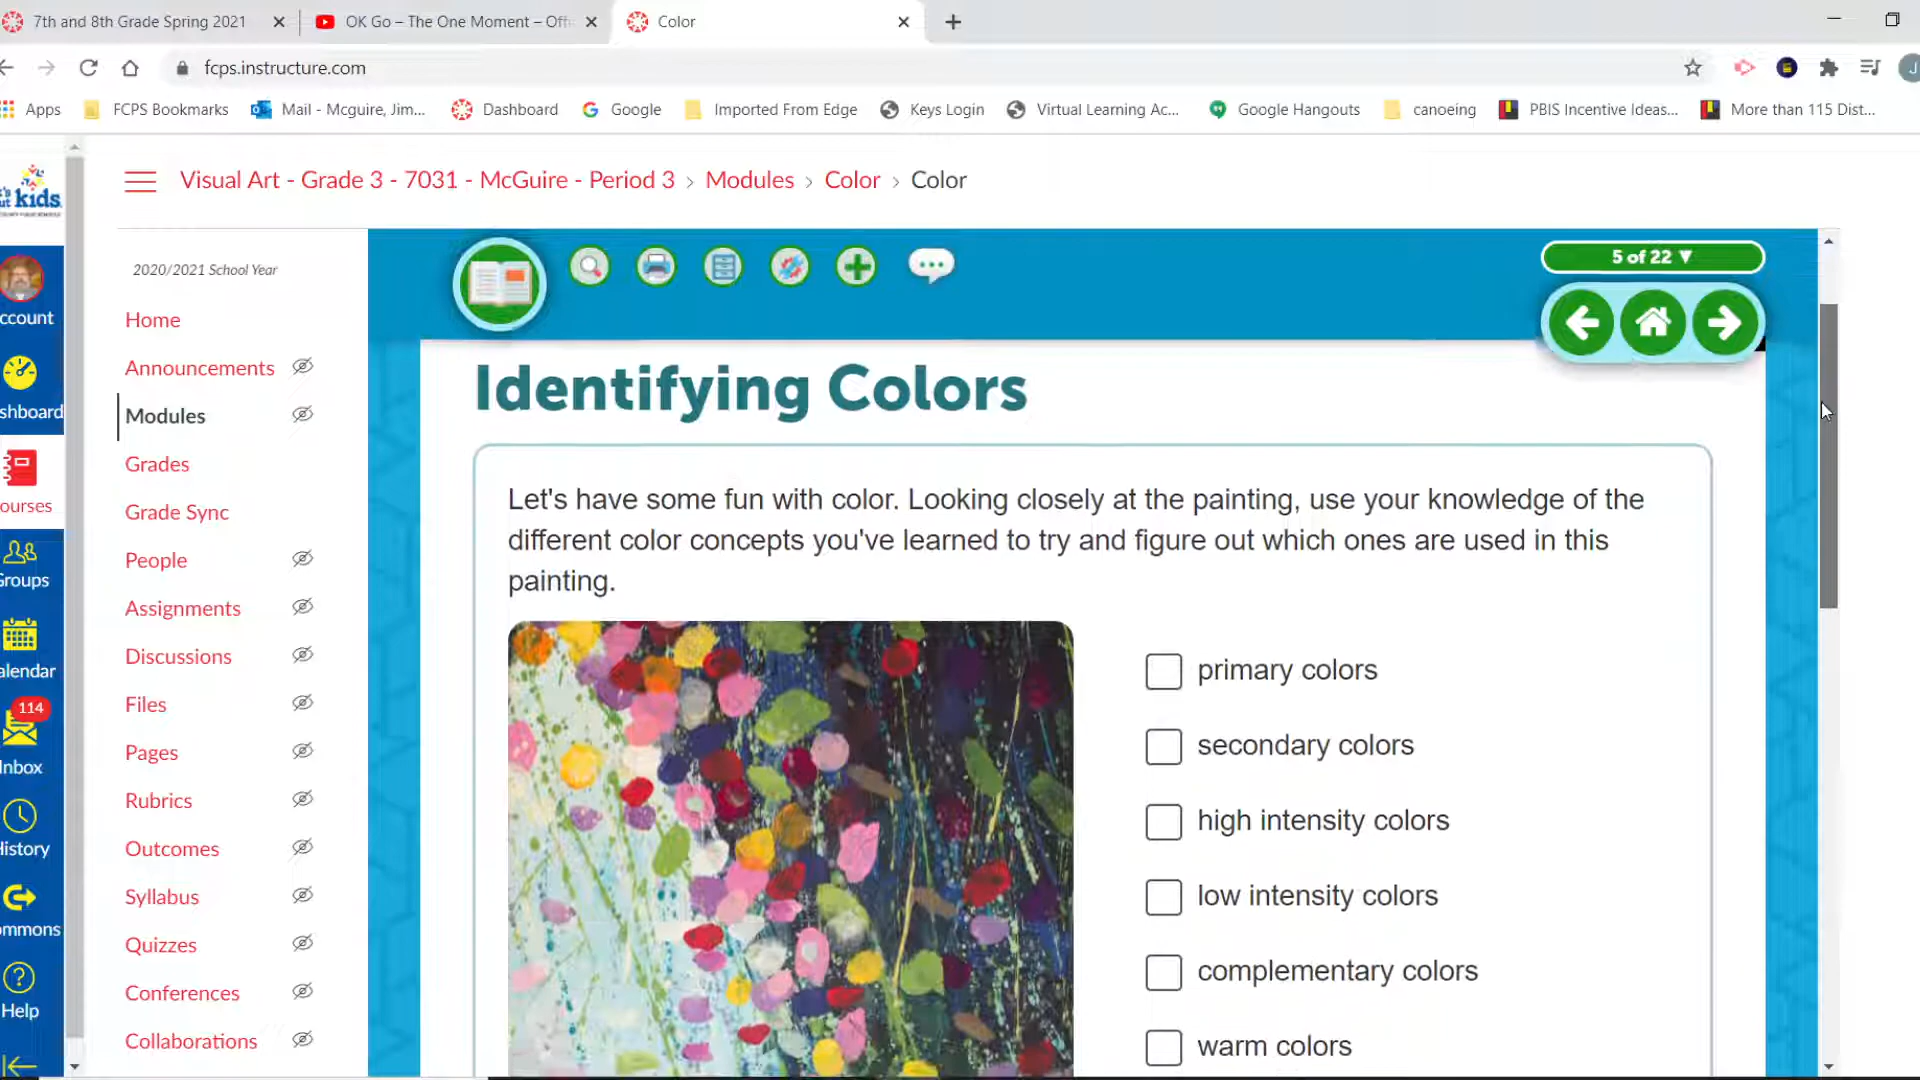 7th and 8th Grade Spring 2021
OK Go – The One Moment – Offi
Color
fcps.instructure.com
J
Apps
FCPS Bookmarks
Mail - Mcguire, Jim...
Dashboard
Google
Imported From Edge
Keys Login
Virtual Learning Ac...
Google Hangouts
canoeing
PBIS Incentive Ideas...
More than 115 Dist...
kids
Visual Art - Grade 3 - 7031 - McGuire - Period 3 › Modules › Color › Color
ccount
shboard
ourses
Groups
alendar
114
Inbox
History
ommons
Help
2020/2021 School Year
Home
Announcements
Modules
Grades
Grade Sync
People
Assignments
Discussions
Files
Pages
Rubrics
Outcomes
Syllabus
Quizzes
Conferences
Collaborations
5 of 22 ▼
Identifying Colors
Let's have some fun with color. Looking closely at the painting, use your knowledge of the
different color concepts you've learned to try and figure out which ones are used in this
painting.
primary colors
secondary colors
high intensity colors
low intensity colors
complementary colors
warm colors